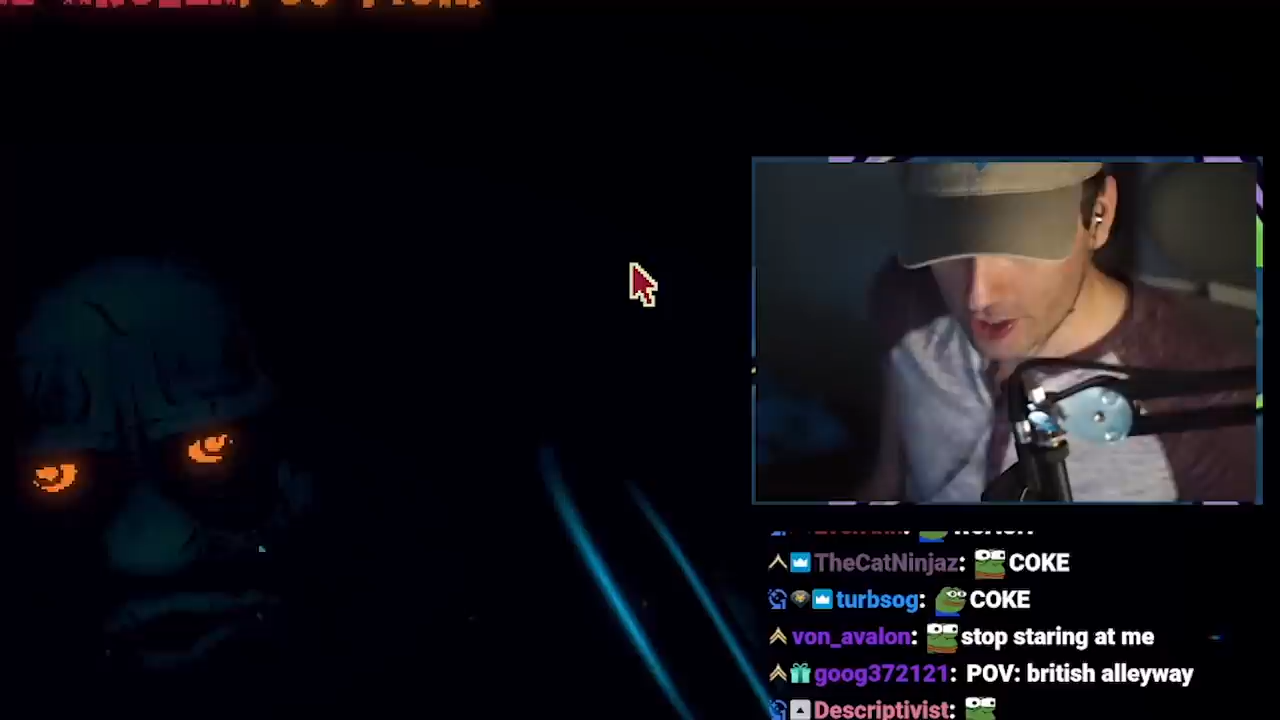 TheCatNinjaz: COKE
turbsog: COKE
von_avalon: stop staring at me
goog372121: POV: british alleyway
Descriptivist: